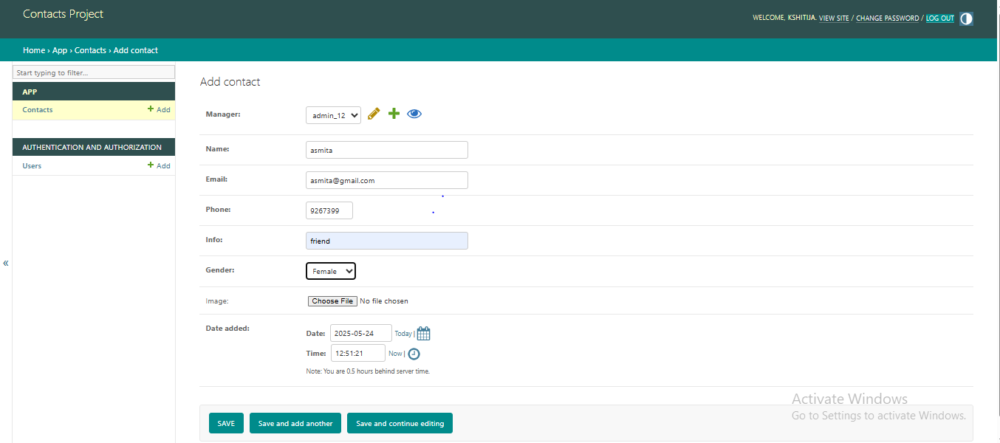 Contacts Project
WELCOME, KSHITIJA. VIEW SITE / CHANGE PASSWORD / LOG OUT
Home › App › Contacts › Add contact
Start typing to filter...
APP
Contacts + Add
AUTHENTICATION AND AUTHORIZATION
Users + Add
«
Add contact
Manager: admin_12
Name: asmita
Email: asmita@gmail.com
Phone: 9267399
Info: friend
Gender: Female
Image: Choose File No file chosen
Date added:
Date: 2025-05-24 Today |
Time: 12:51:21 Now |
Note: You are 0.5 hours behind server time.
SAVE Save and add another Save and continue editing
Activate Windows
Go to Settings to activate Windows.